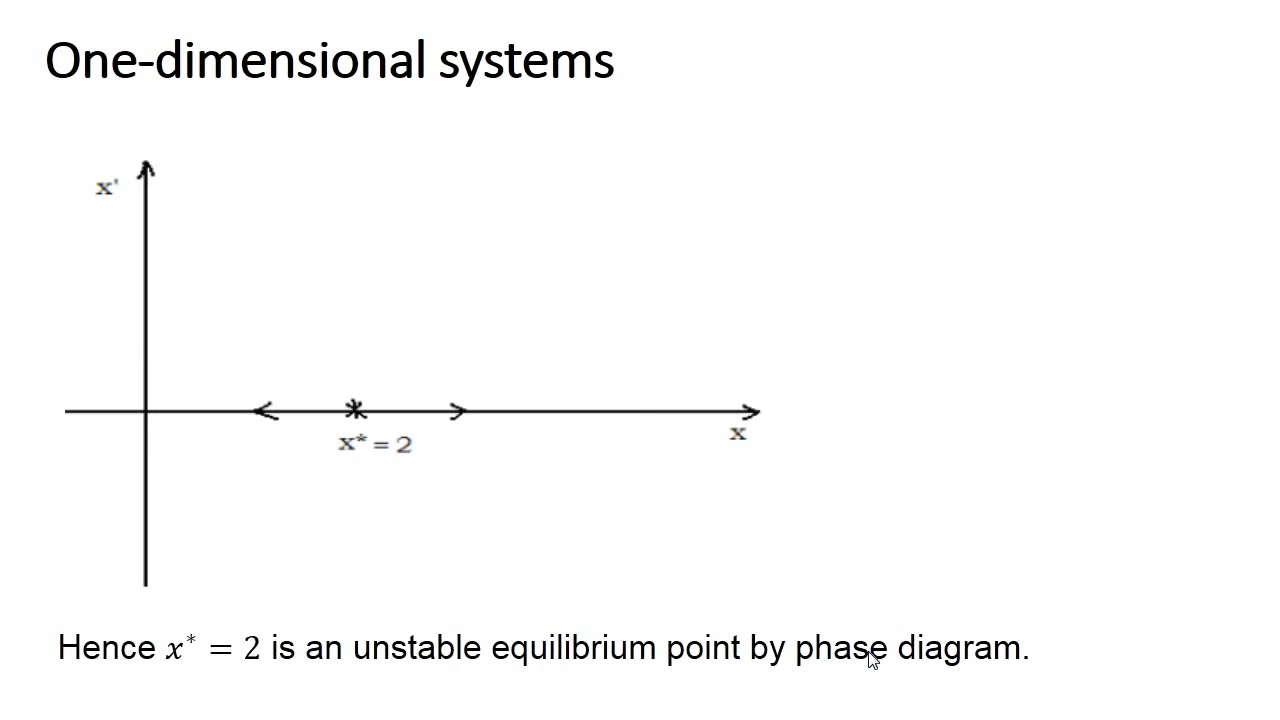 One-dimensional systems
x'
x* = 2
x
Hence x* = 2 is an unstable equilibrium point by phase diagram.